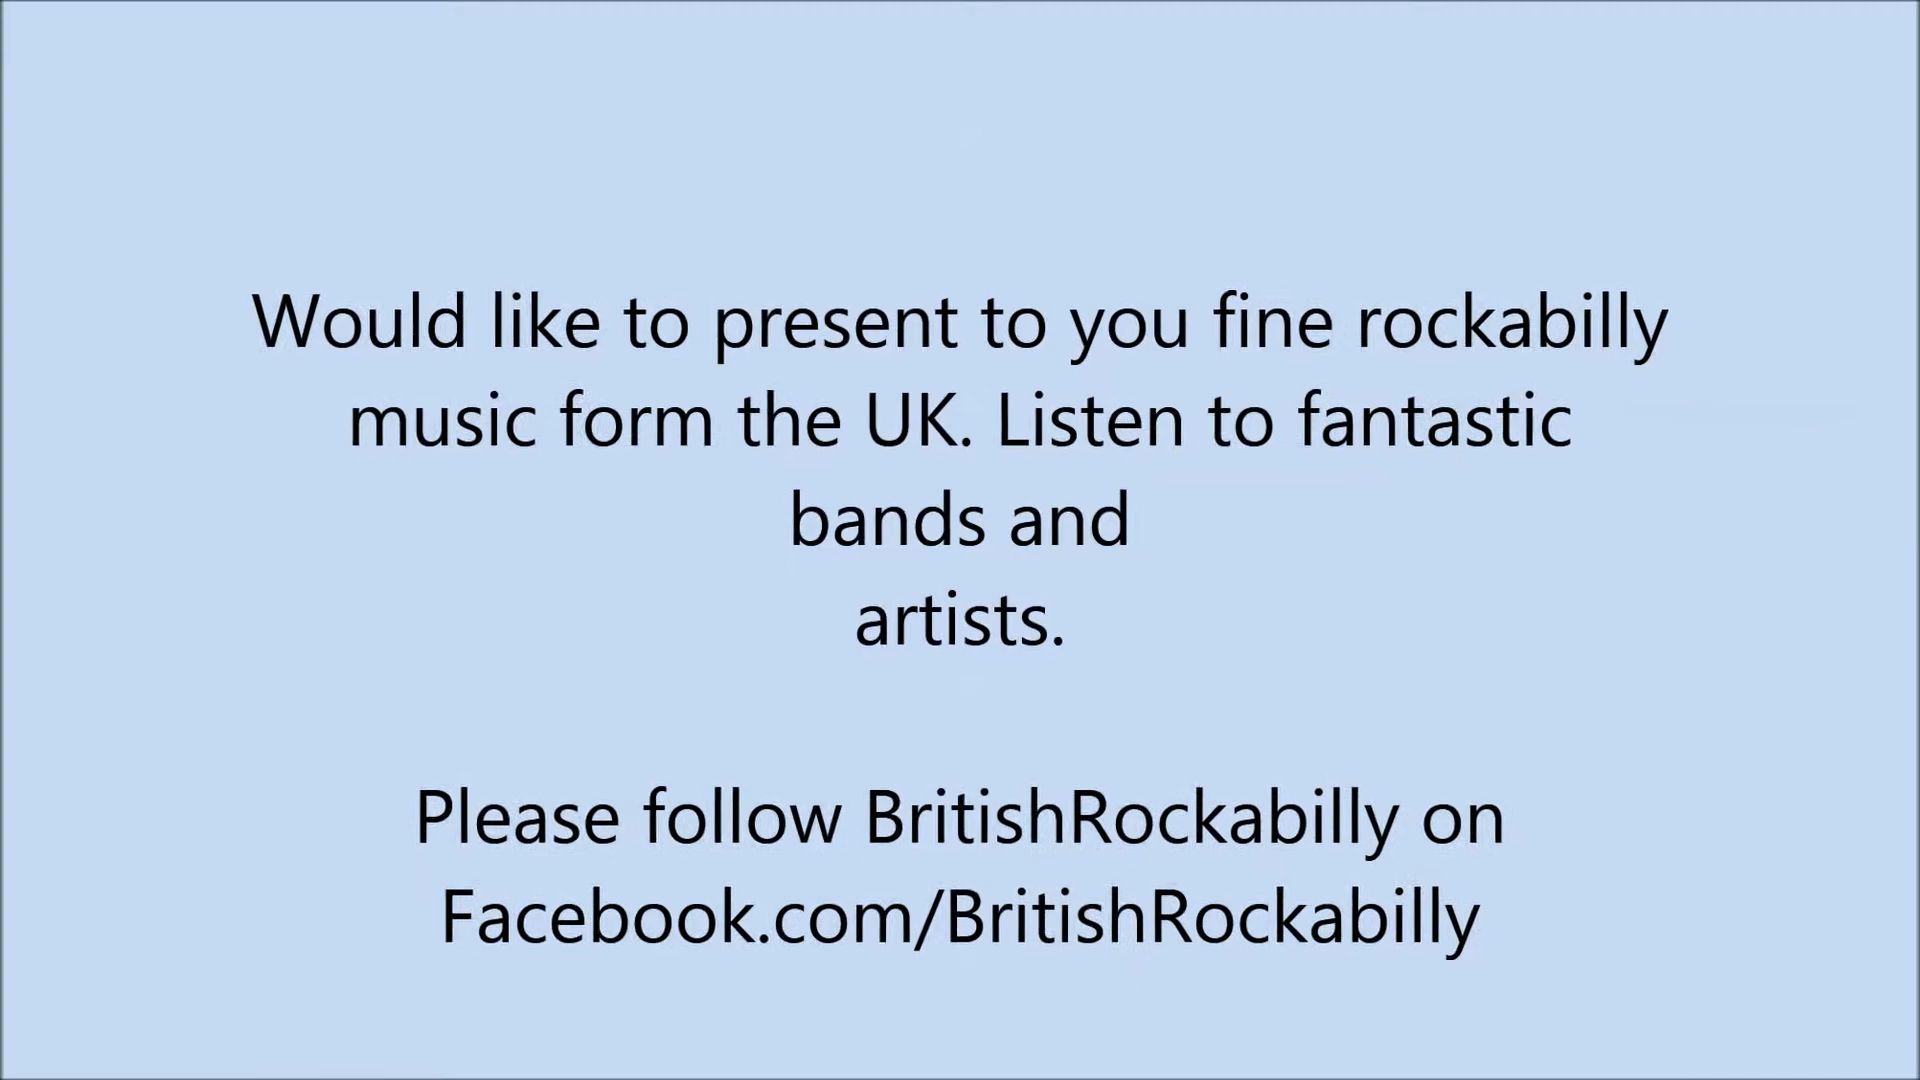 Would like to present to you fine rockabilly
music form the UK. Listen to fantastic
bands and
artists.
Please follow BritishRockabilly on
Facebook.com/BritishRockabilly